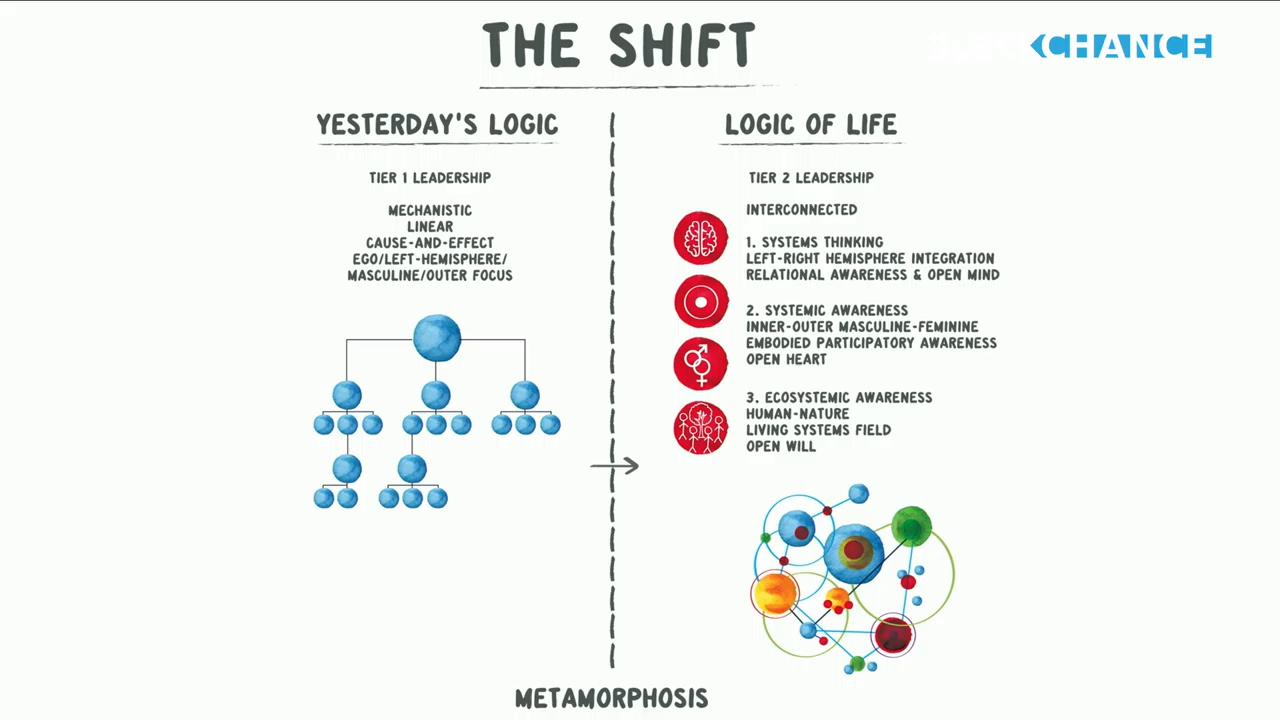 THE SHIFT
CHANCE
YESTERDAY'S LOGIC
TIER 1 LEADERSHIP
MECHANISTIC
LINEAR
CAUSE-AND-EFFECT
EGO/LEFT-HEMISPHERE/
MASCULINE/OUTER FOCUS
LOGIC OF LIFE
TIER 2 LEADERSHIP
INTERCONNECTED
1. SYSTEMS THINKING
LEFT-RIGHT HEMISPHERE INTEGRATION
RELATIONAL AWARENESS & OPEN MIND
2. SYSTEMIC AWARENESS
INNER-OUTER MASCULINE-FEMININE
EMBODIED PARTICIPATORY AWARENESS
OPEN HEART
3. ECOSYSTEMIC AWARENESS
HUMAN-NATURE
LIVING SYSTEMS FIELD
OPEN WILL
METAMORPHOSIS